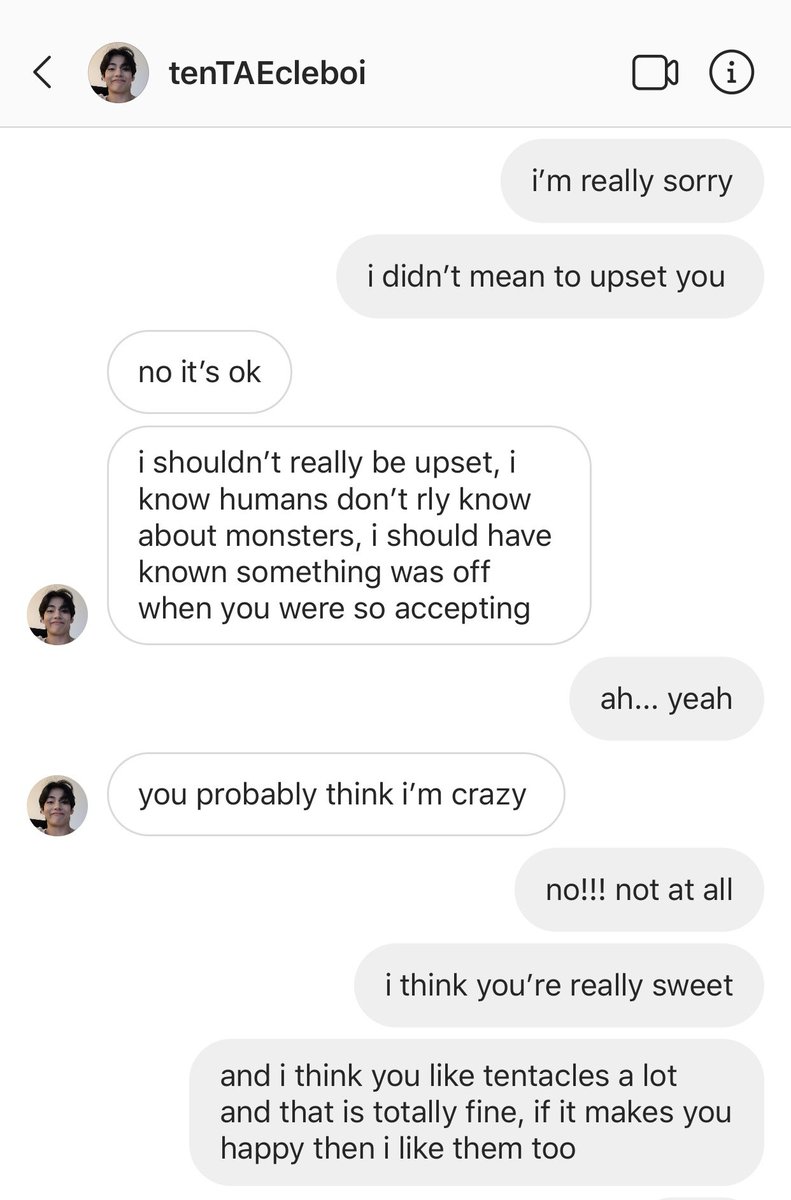 tenTAEcleboi
i’m really sorry
i didn’t mean to upset you
no it’s ok
i shouldn’t really be upset, i
know humans don’t rly know
about monsters, i should have
known something was off
when you were so accepting
ah... yeah
you probably think i’m crazy
no!!! not at all
i think you’re really sweet
and i think you like tentacles a lot
and that is totally fine, if it makes you
happy then i like them too